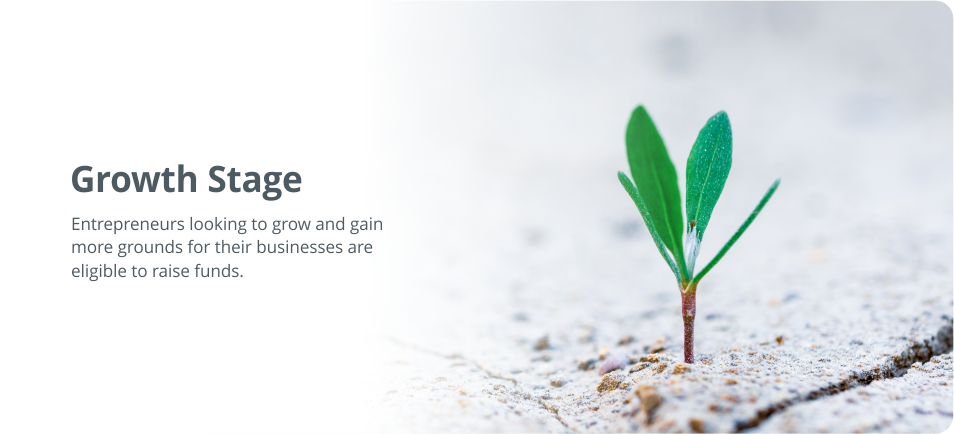 Growth Stage
Entrepreneurs looking to grow and gain
more grounds for their businesses are
eligible to raise funds.